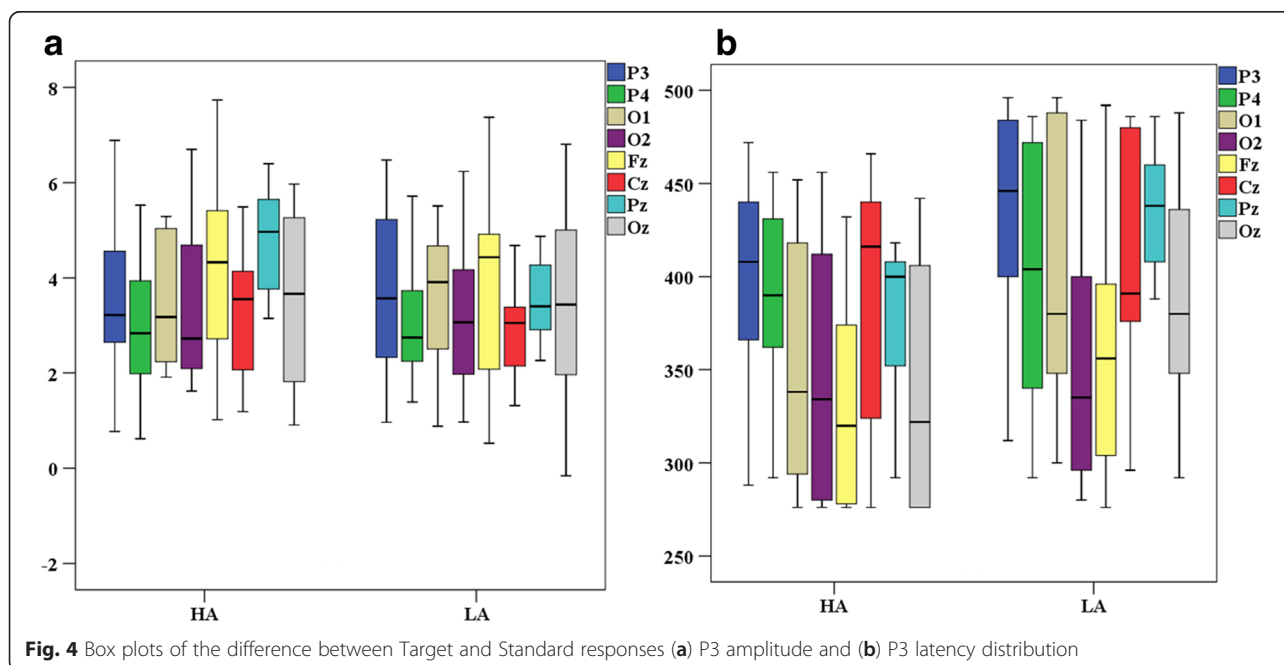 a
8
6
4
2
0
-2
HA LA
P3
P4
O1
O2
Fz
Cz
Pz
Oz
b
500
450
400
350
300
250
HA LA
P3
P4
O1
O2
Fz
Cz
Pz
Oz
Fig. 4 Box plots of the difference between Target and Standard responses (a) P3 amplitude and (b) P3 latency distribution